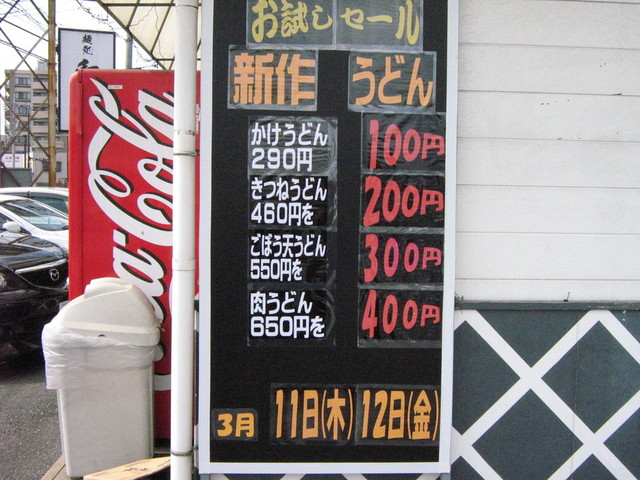 お試しセール
新作 うどん
かけうどん
290円
100円
きつねうどん
460円を
200円
ごぼう天うどん
550円を
300円
肉うどん
650円を
400円
3月 11日(木) 12日(金)
Coca-Cola
麺処